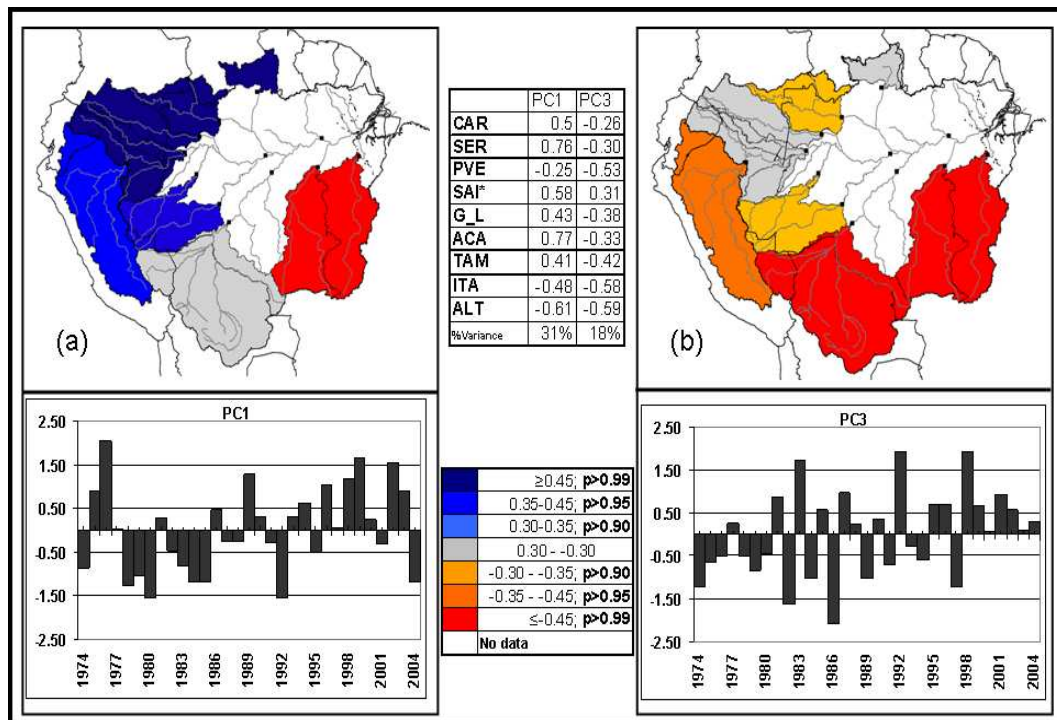 (a)
PC1 PC3
CAR 0.5 -0.26
SER 0.76 -0.30
PVE -0.25 -0.53
SAI* 0.58 0.31
G_L 0.43 -0.38
ACA 0.77 -0.33
TAM 0.41 -0.42
ITA -0.48 -0.58
ALT -0.61 -0.59
%Variance 31% 18%
(b)
PC1
2.50
1.50
0.50
-0.50
-1.50
-2.50
1974 1977 1980 1983 1986 1989 1992 1995 1998 2001 2004
≥0.45; p>0.99
0.35-0.45; p>0.95
0.30-0.35; p>0.90
0.30 - -0.30
-0.30 - -0.35; p>0.90
-0.35 - -0.45; p>0.95
≤-0.45; p>0.99
No data
PC3
2.50
1.50
0.50
-0.50
-1.50
-2.50
1974 1977 1980 1983 1986 1989 1992 1995 1998 2001 2004